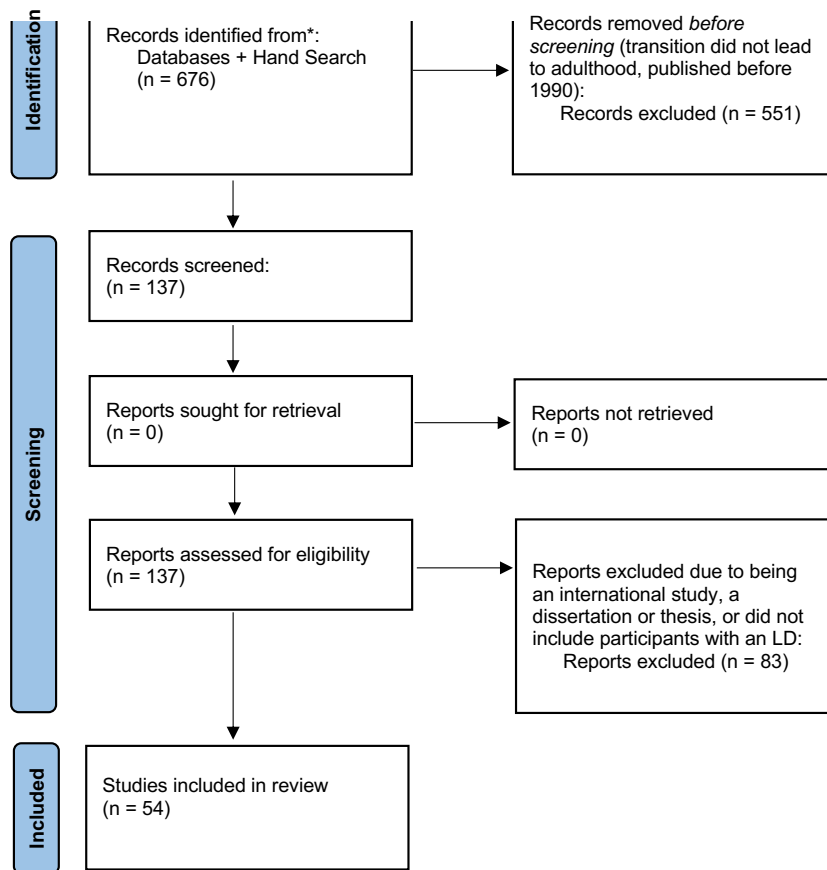 Identification
Records identified from*:
Databases + Hand Search
(n = 676)
Records removed before
screening (transition did not lead
to adulthood, published before
1990):
Records excluded (n = 551)
Screening
Records screened:
(n = 137)
Reports sought for retrieval
(n = 0)
Reports not retrieved
(n = 0)
Reports assessed for eligibility
(n = 137)
Reports excluded due to being
an international study, a
dissertation or thesis, or did not
include participants with an LD:
Reports excluded (n = 83)
Included
Studies included in review
(n = 54)